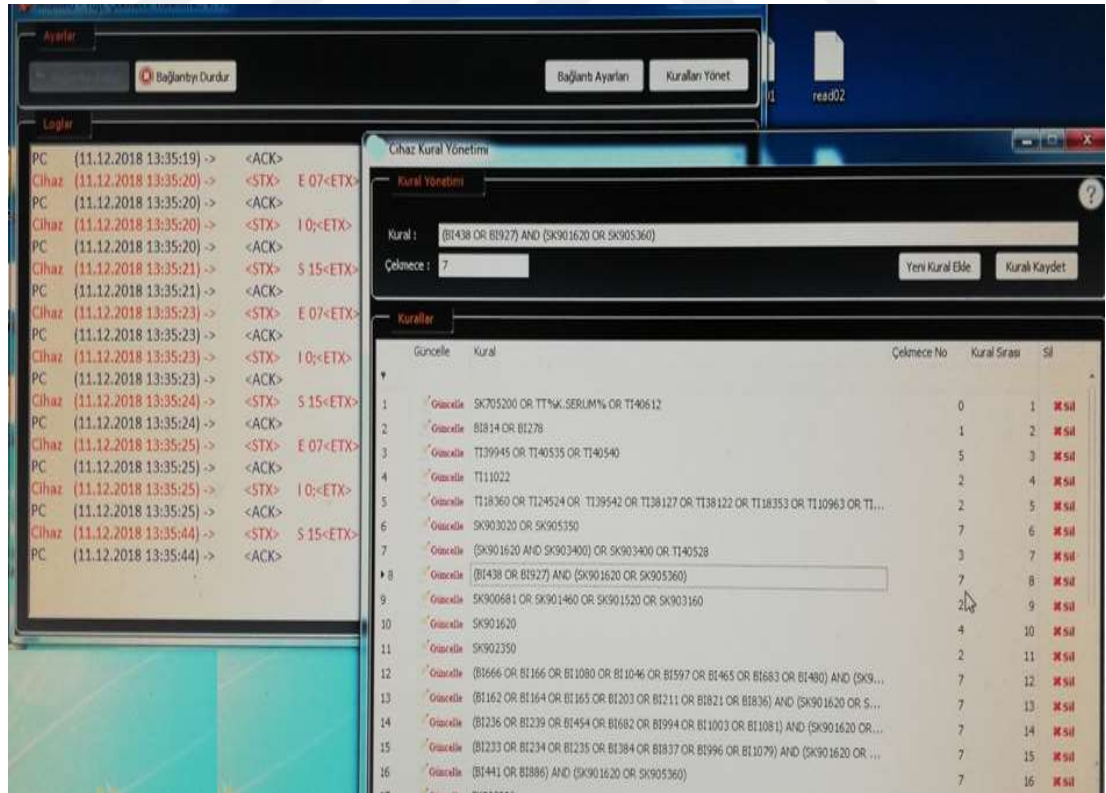 Ayarlar
Bağlantıyı Durdur
Bağlantı Ayarları
Kuralları Yönet
read02
Loglar
PC (11.12.2018 13:35:19) -> <ACK>
Cihaz (11.12.2018 13:35:20) -> <STX> E 07<ETX>
PC (11.12.2018 13:35:20) -> <ACK>
Cihaz (11.12.2018 13:35:20) -> <STX> I 0;<ETX>
PC (11.12.2018 13:35:20) -> <ACK>
Cihaz (11.12.2018 13:35:21) -> <STX> S 15<ETX>
PC (11.12.2018 13:35:21) -> <ACK>
Cihaz (11.12.2018 13:35:23) -> <STX> E 07<ETX>
PC (11.12.2018 13:35:23) -> <ACK>
Cihaz (11.12.2018 13:35:23) -> <STX> I 0;<ETX>
PC (11.12.2018 13:35:23) -> <ACK>
Cihaz (11.12.2018 13:35:24) -> <STX> S 15<ETX>
PC (11.12.2018 13:35:24) -> <ACK>
Cihaz (11.12.2018 13:35:25) -> <STX> E 07<ETX>
PC (11.12.2018 13:35:25) -> <ACK>
Cihaz (11.12.2018 13:35:25) -> <STX> I 0;<ETX>
PC (11.12.2018 13:35:25) -> <ACK>
Cihaz (11.12.2018 13:35:44) -> <STX> S 15<ETX>
PC (11.12.2018 13:35:44) -> <ACK>
Cihaz Kural Yönetimi
Kural Yönetimi
?
Kural : (BI438 OR BI927) AND (SK901620 OR SK905360)
Çekmece : 7
Yeni Kural Ekle
Kuralı Kaydet
Kurallar
Güncelle Kural Çekmece No Kural Sırası Sil
1 Güncelle SK705200 OR TT%K.SERUM% OR TI40612 0 1 Sil
2 Güncelle BI814 OR BI278 1 2 Sil
3 Güncelle TI39945 OR TI40535 OR TI40540 5 3 Sil
4 Güncelle TI11022 2 4 Sil
5 Güncelle TI18360 OR TI24524 OR TI39542 OR TI38127 OR TI38122 OR TI18353 OR TI10963 OR TI... 2 5 Sil
6 Güncelle SK903020 OR SK905350 7 6 Sil
7 Güncelle (SK901620 AND SK903400) OR SK903400 OR TI40528 3 7 Sil
8 Güncelle (BI438 OR BI927) AND (SK901620 OR SK905360) 7 8 Sil
9 Güncelle SK900681 OR SK901460 OR SK901520 OR SK903160 2 9 Sil
10 Güncelle SK901620 4 10 Sil
11 Güncelle SK902350 2 11 Sil
12 Güncelle (BI666 OR BI166 OR BI1080 OR BI1046 OR BI597 OR BI465 OR BI683 OR BI480) AND (SK9... 7 12 Sil
13 Güncelle (BI162 OR BI164 OR BI165 OR BI203 OR BI211 OR BI821 OR BI836) AND (SK901620 OR S... 7 13 Sil
14 Güncelle (BI236 OR BI239 OR BI454 OR BI682 OR BI994 OR BI1003 OR BI1081) AND (SK901620 OR... 7 14 Sil
15 Güncelle (BI233 OR BI234 OR BI235 OR BI384 OR BI837 OR BI996 OR BI1079) AND (SK901620 OR ... 7 15 Sil
16 Güncelle (BI441 OR BI886) AND (SK901620 OR SK905360) 7 16 Sil